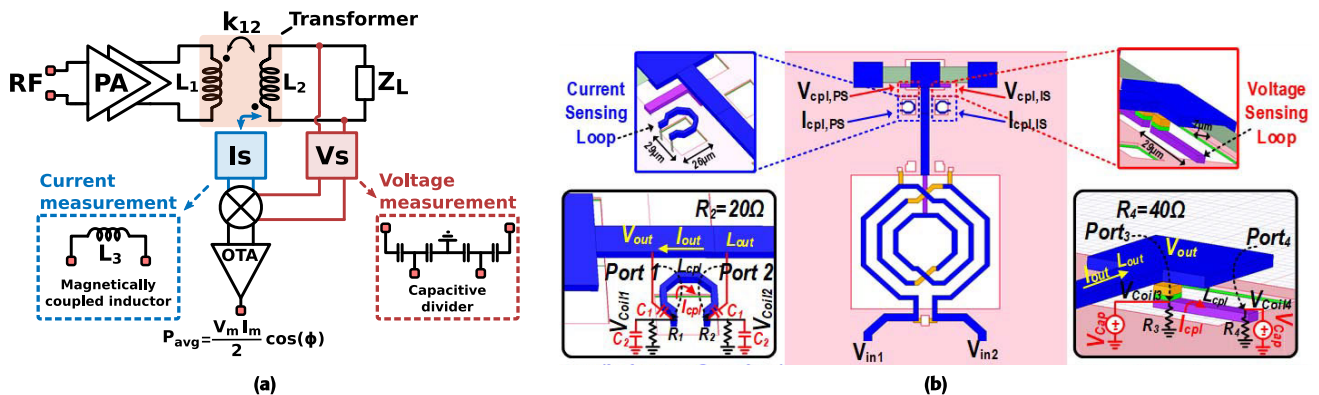 k12
Transformer
RF
PA
L1
L2
ZL
Is
Vs
Current
measurement
Voltage
measurement
L3
Magnetically
coupled inductor
OTA
Capacitive
divider
Pavg=VmIm/2 cos(ϕ)
(a)
Current
Sensing
Loop
29µm
26µm
Vcpl,PS
Icpl,PS
Vcpl,IS
Icpl,IS
Voltage
Sensing
Loop
29µm
R2=20Ω
Vout
Iout
Lout
Port 1
Lcpl
Port 2
VCoil1
C1
Icpl
C1
VCoil2
C2
R1
R2
C2
Vin1
Vin2
R4=40Ω
Port3
Port4
Vout
Iout
Lout
VCoil3
Lcpl
VCoil4
VCap
R3
Icpl
R4
VCap
(b)